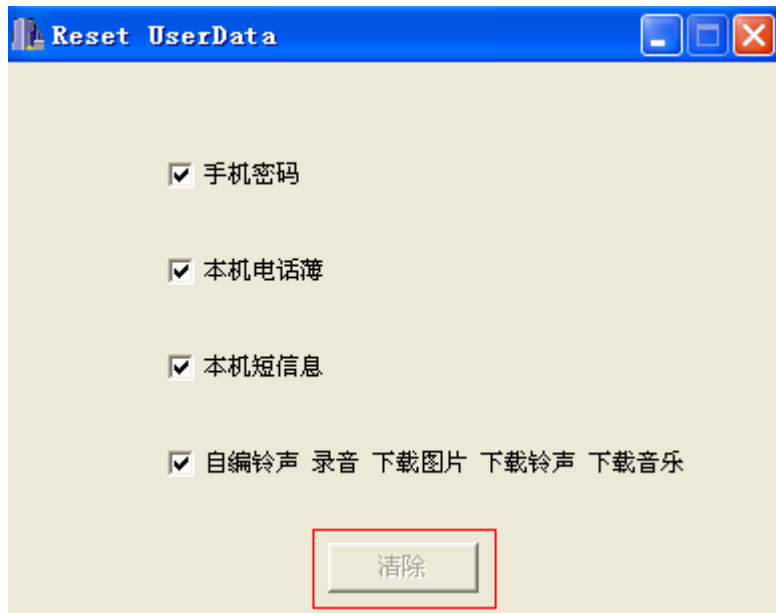 Reset UserData
手机密码
本机电话薄
本机短信息
自编铃声 录音 下载图片 下载铃声 下载音乐
清除